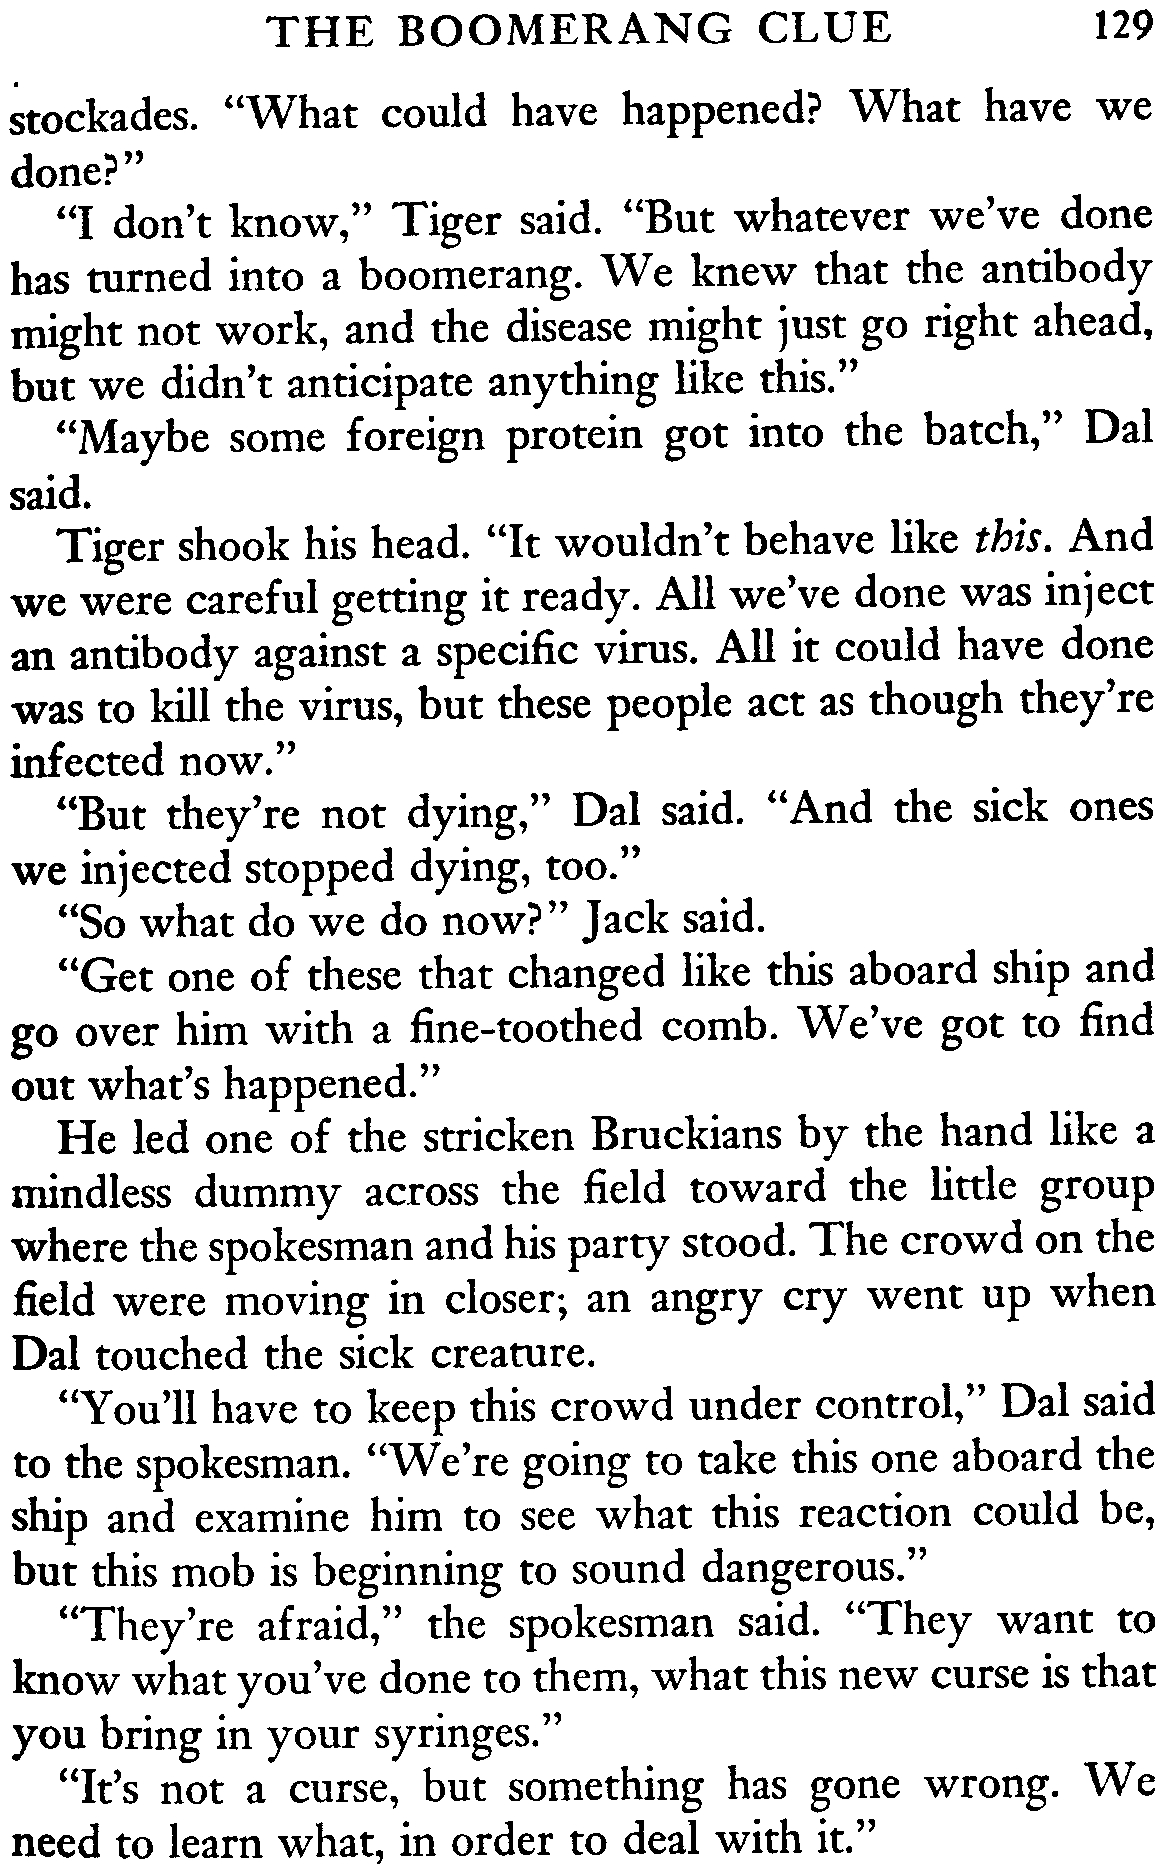 THE BOOMERANG CLUE 129
stockades. “What could have happened? What have we
done?”
“I don't know,” Tiger said. “But whatever we've done
has turned into a boomerang. We knew that the antibody
might not work, and the disease might just go right ahead,
but we didn't anticipate anything like this.”
“Maybe some foreign protein got into the batch,” Dal
said.
Tiger shook his head. “It wouldn't behave like this. And
we were careful getting it ready. All we've done was inject
an antibody against a specific virus. All it could have done
was to kill the virus, but these people act as though they're
infected now.”
“But they're not dying,” Dal said. “And the sick ones
we injected stopped dying, too.”
“So what do we do now?” Jack said.
“Get one of these that changed like this aboard ship and
go over him with a fine-toothed comb. We've got to find
out what's happened.”
He led one of the stricken Bruckians by the hand like a
mindless dummy across the field toward the little group
where the spokesman and his party stood. The crowd on the
field were moving in closer; an angry cry went up when
Dal touched the sick creature.
“You'll have to keep this crowd under control,” Dal said
to the spokesman. “We're going to take this one aboard the
ship and examine him to see what this reaction could be,
but this mob is beginning to sound dangerous.”
“They're afraid,” the spokesman said. “They want to
know what you've done to them, what this new curse is that
you bring in your syringes.”
“It's not a curse, but something has gone wrong. We
need to learn what, in order to deal with it.”